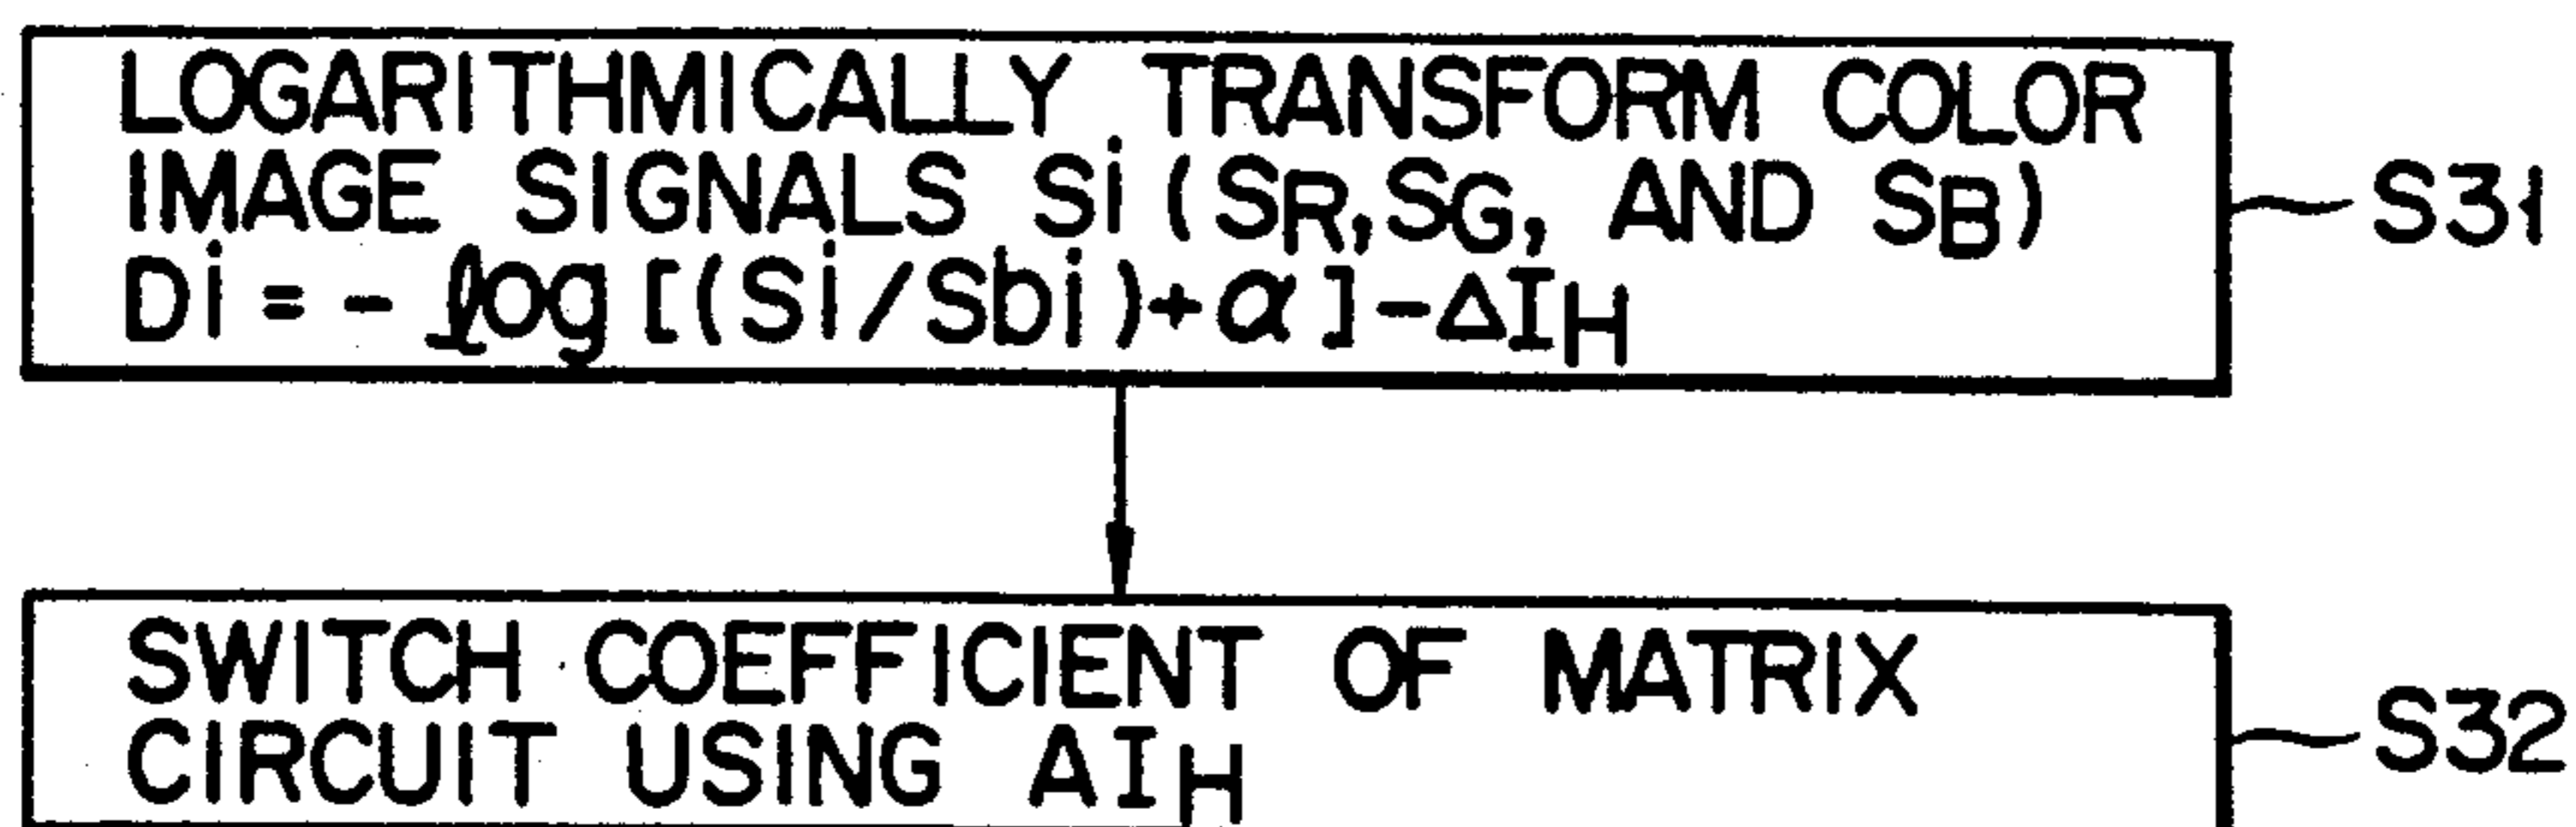 LOGARITHMICALLY TRANSFORM COLOR
IMAGE SIGNALS Si (SR, SG, AND SB)
Di = - log [(Si/Sbi)+α]-ΔIH
S31
SWITCH COEFFICIENT OF MATRIX
CIRCUIT USING AIH
S32